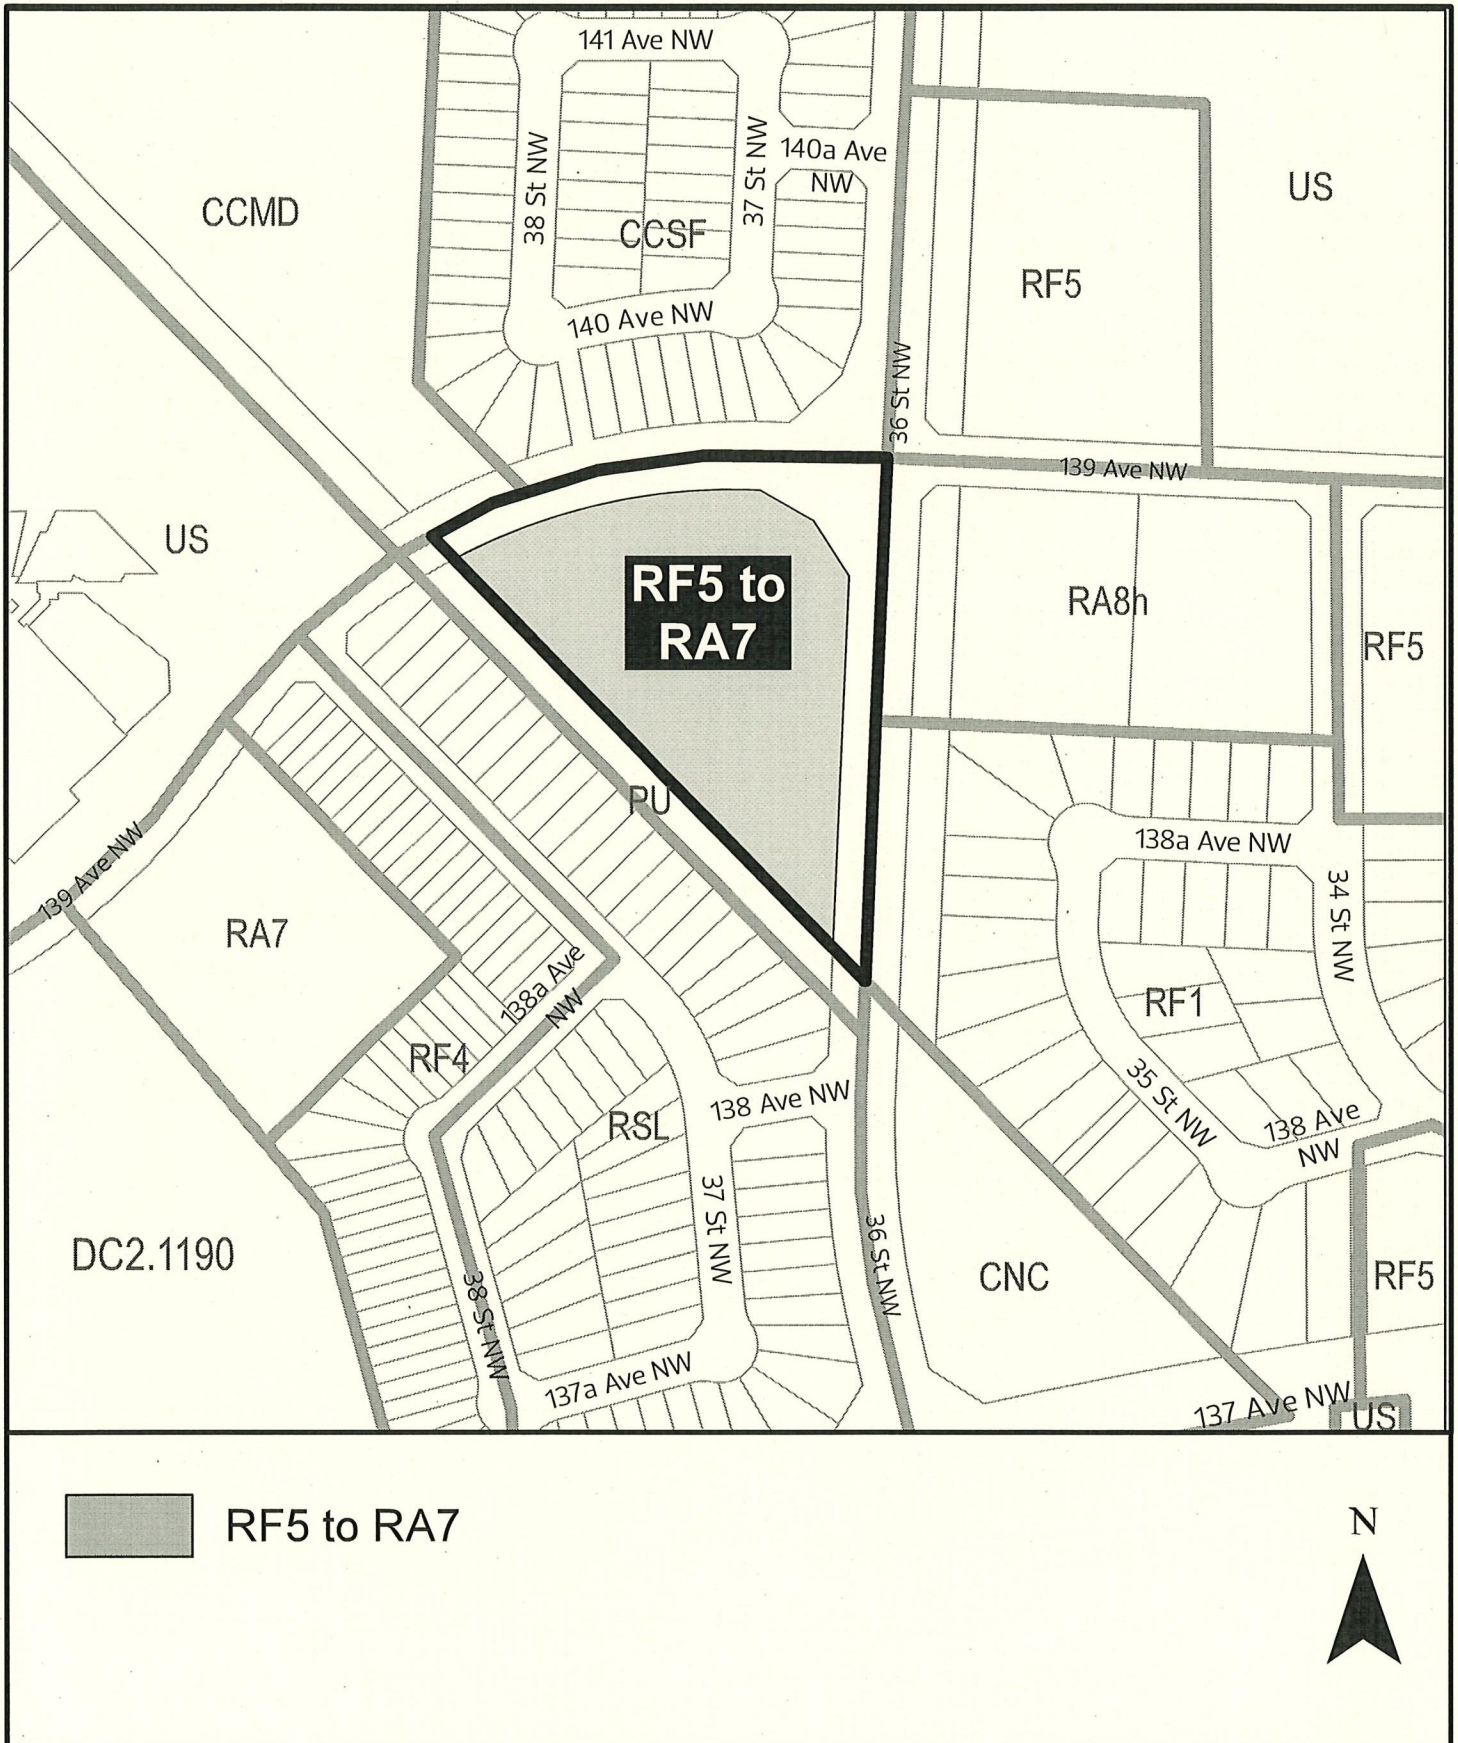 141 Ave NW
38 St NW
37 St NW
140a Ave
NW
CCMD
CCSF
US
RF5
140 Ave NW
36 St NW
139 Ave NW
US
RF5 to
RA7
RA8h
RF5
PU
138a Ave NW
139 Ave NW
34 St NW
RA7
138a Ave
NW
RF1
RF4
35 St NW
138 Ave NW
RSL
138 Ave
NW
37 St NW
36 St NW
DC2.1190
CNC
RF5
38 St NW
137a Ave NW
137 Ave NW
US
RF5 to RA7
N